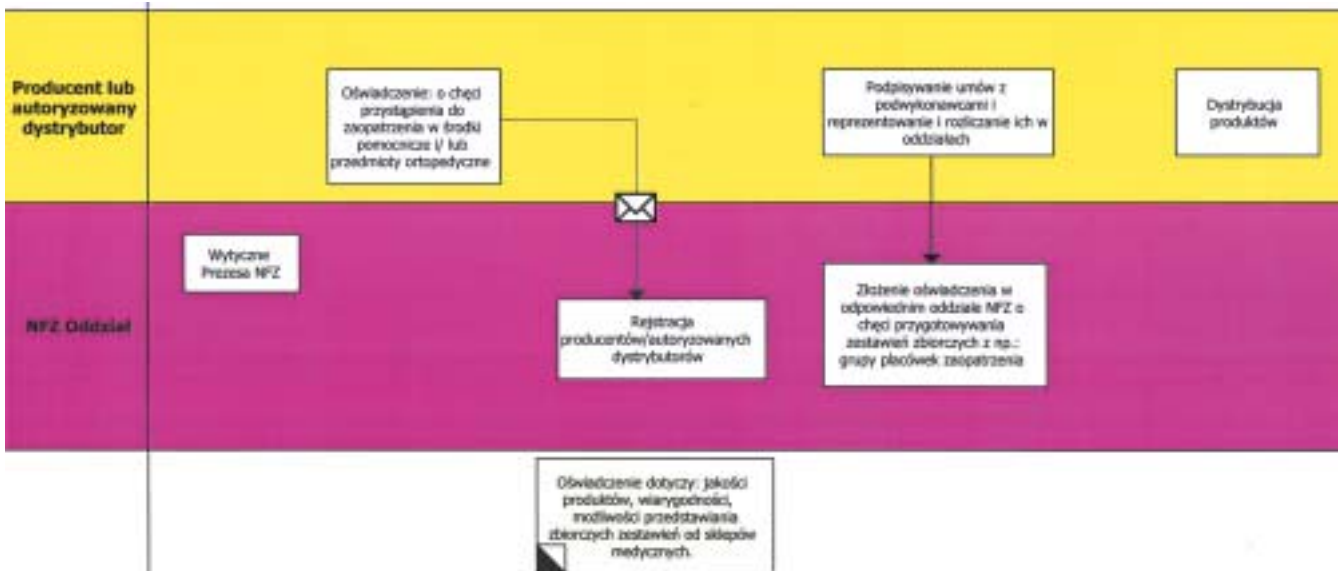 Producent lub
autoryzowany
dystrybutor
Oświadczenie: o chęci
przystąpienia do
zaopatrzenia w środki
pomocnicze i/ lub
przedmioty ortopedyczne
Podpisywanie umów z
podwykonawcami i
reprezentowanie i rozliczanie ich w
oddziałach
Dystrybucja
produktów
NFZ Oddział
Wytyczne
Prezesa NFZ
Rejstracja
producentów/autoryzowanych
dystrybutorów
Złożenie oświadczenia w
odpowiednim oddziale NFZ o
chęci przygotowywania
zestawień zbiorczych z np.:
grupy placówek zaopatrzenia
Oświadczenie dotyczy: jakości
produktów, wiarygodności,
możliwości przedstawiania
zbiorczych zestawień od sklepów
medycznych.